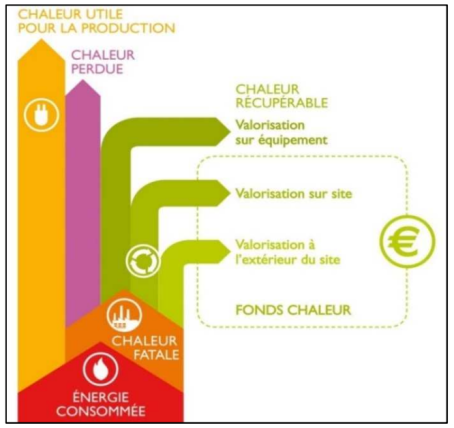 CHALEUR UTILE
POUR LA PRODUCTION
CHALEUR
PERDUE
CHALEUR
RÉCUPÉRABLE
Valorisation
sur équipement
Valorisation sur site
Valorisation à
l'extérieur du site
€
FONDS CHALEUR
CHALEUR
FATALE
ÉNERGIE
CONSOMMÉE